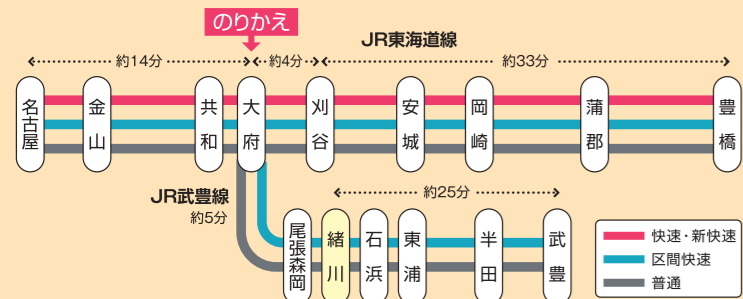 のりかえ
JR東海道線
約14分
約4分
約33分
名古屋
金山
共和
大府
刈谷
安城
岡崎
蒲郡
豊橋
JR武豊線
約5分
約25分
尾張森岡
緒川
石浜
東浦
半田
武豊
快速・新快速
区間快速
普通